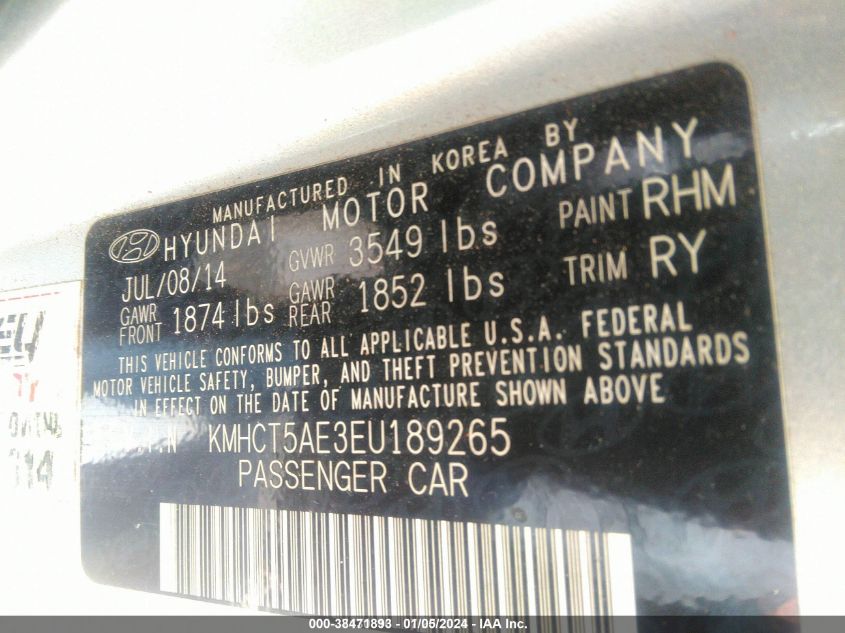 MANUFACTURED IN KOREA BY
HYUNDAI MOTOR COMPANY
JUL/08/14 GVWR 3549 lbs PAINT RHM
GAWR FRONT 1874 lbs GAWR REAR 1852 lbs TRIM RY
THIS VEHICLE CONFORMS TO ALL APPLICABLE U.S.A. FEDERAL
MOTOR VEHICLE SAFETY, BUMPER, AND THEFT PREVENTION STANDARDS
IN EFFECT ON THE DATE OF MANUFACTURE SHOWN ABOVE
KMHCT5AE3EU189265
PASSENGER CAR
000-38471893 - 01/05/2024 - IAA Inc.